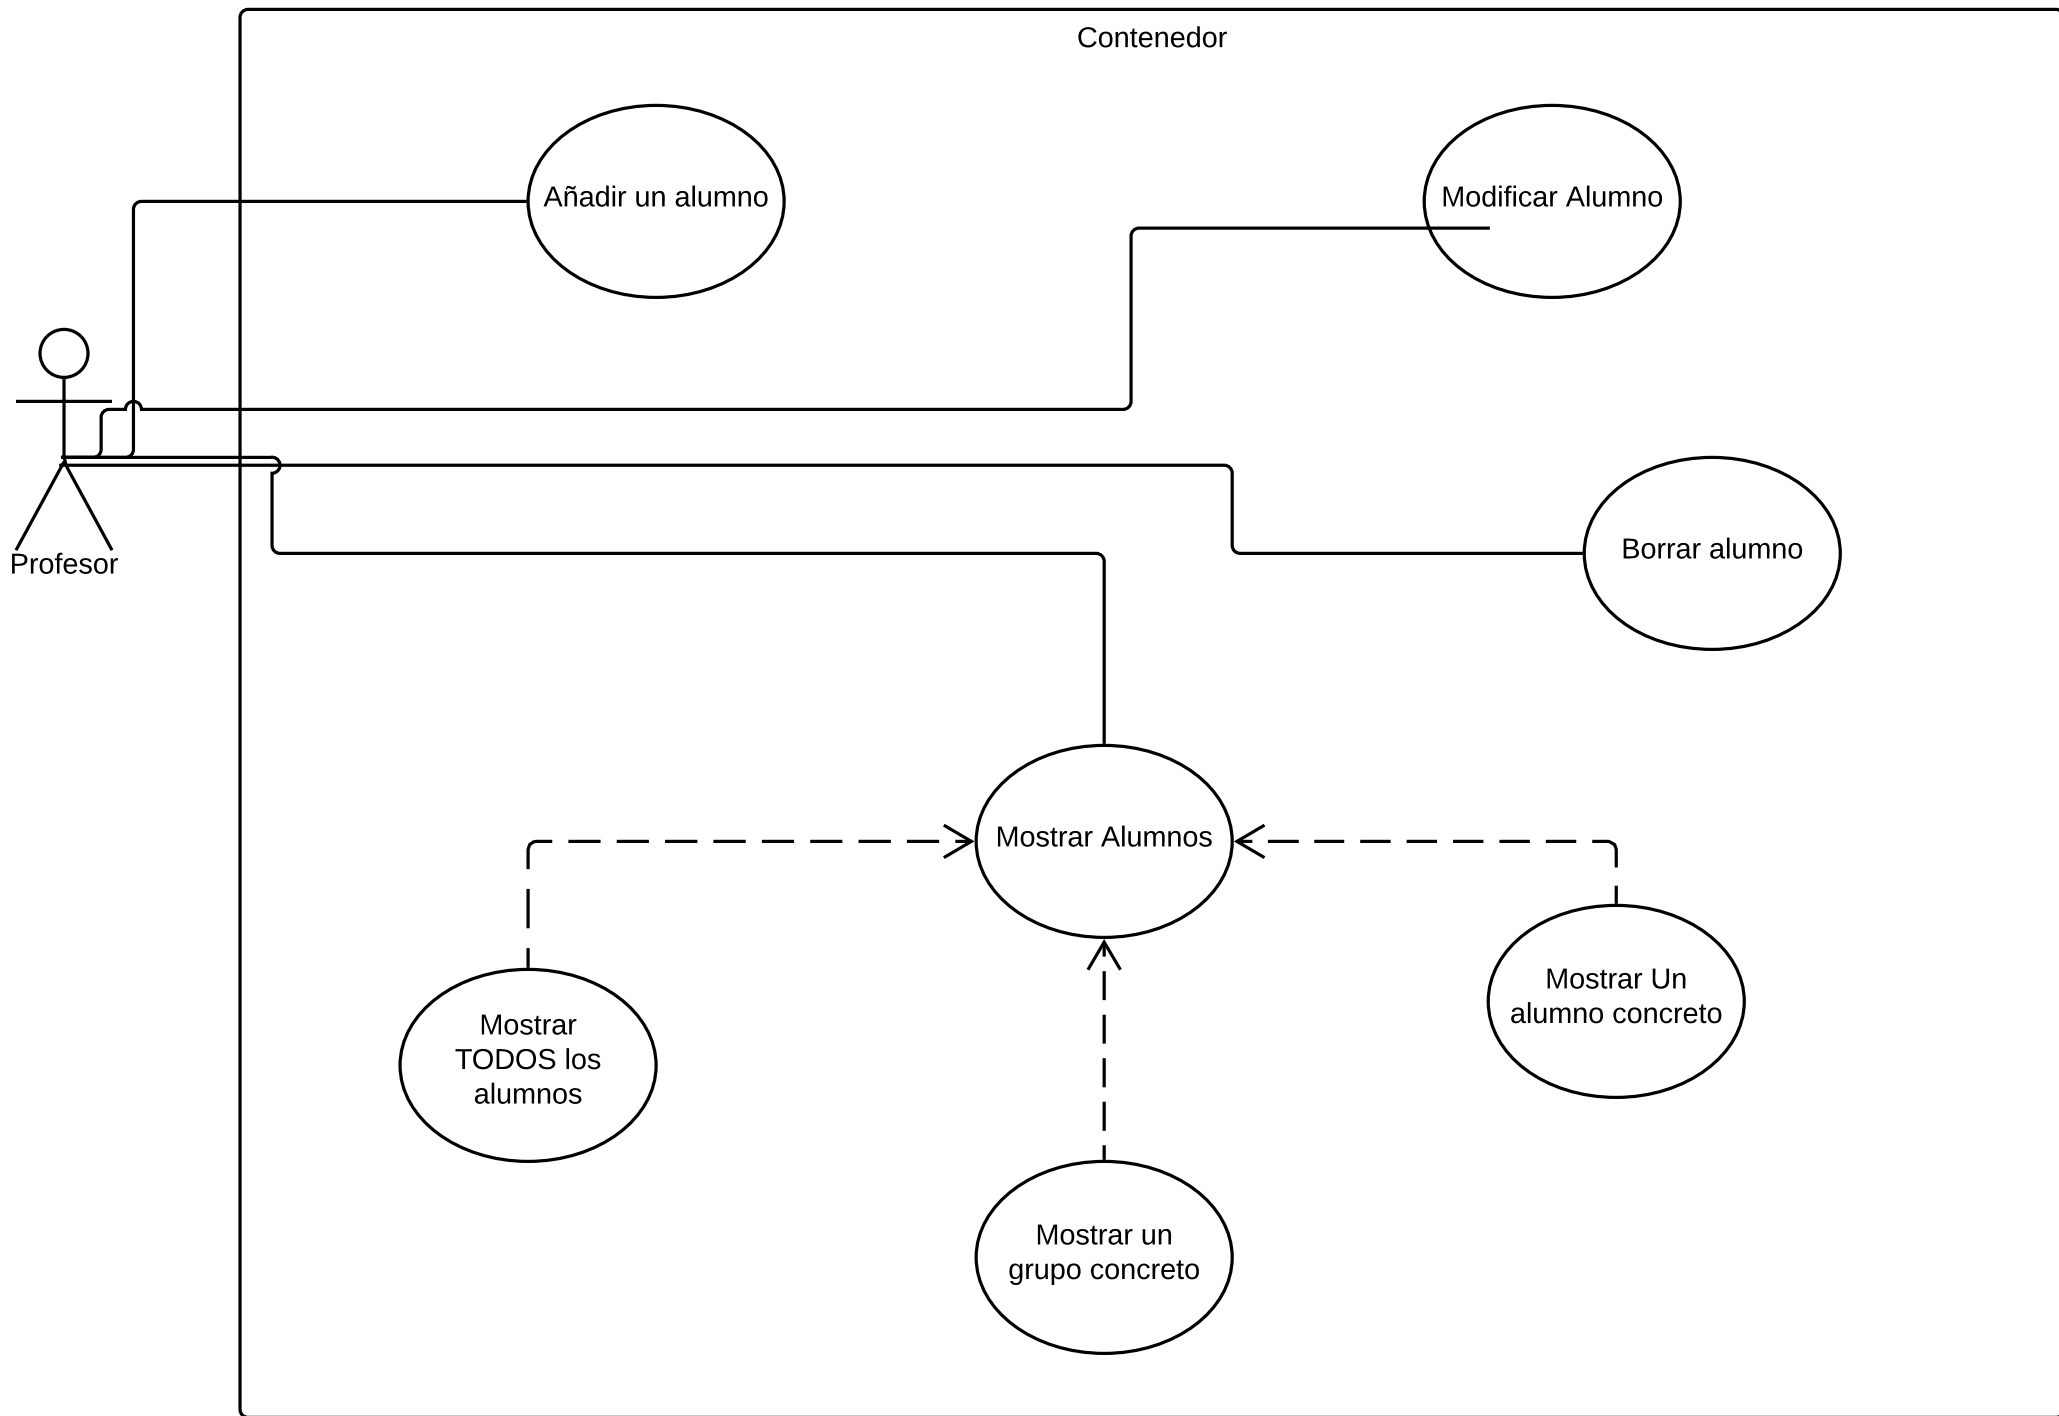 Contenedor
Añadir un alumno
Modificar Alumno
Profesor
Borrar alumno
Mostrar Alumnos
Mostrar Un
alumno concreto
Mostrar
TODOS los
alumnos
Mostrar un
grupo concreto